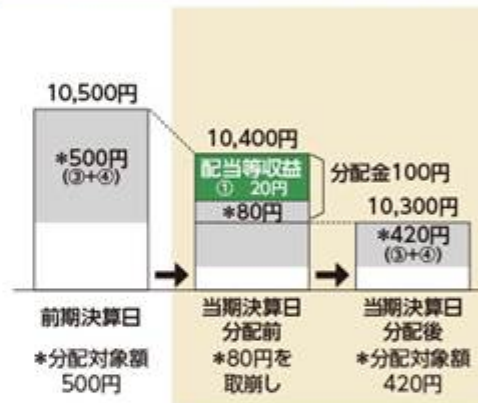 10,500円
*500円
(③+④)
10,400円
配当等収益
① 20円
*80円
分配金100円
10,300円
*420円
(③+④)
前期決算日
*分配対象額
500円
当期決算日
分配前
*80円を
取崩し
当期決算日
分配後
*分配対象額
420円